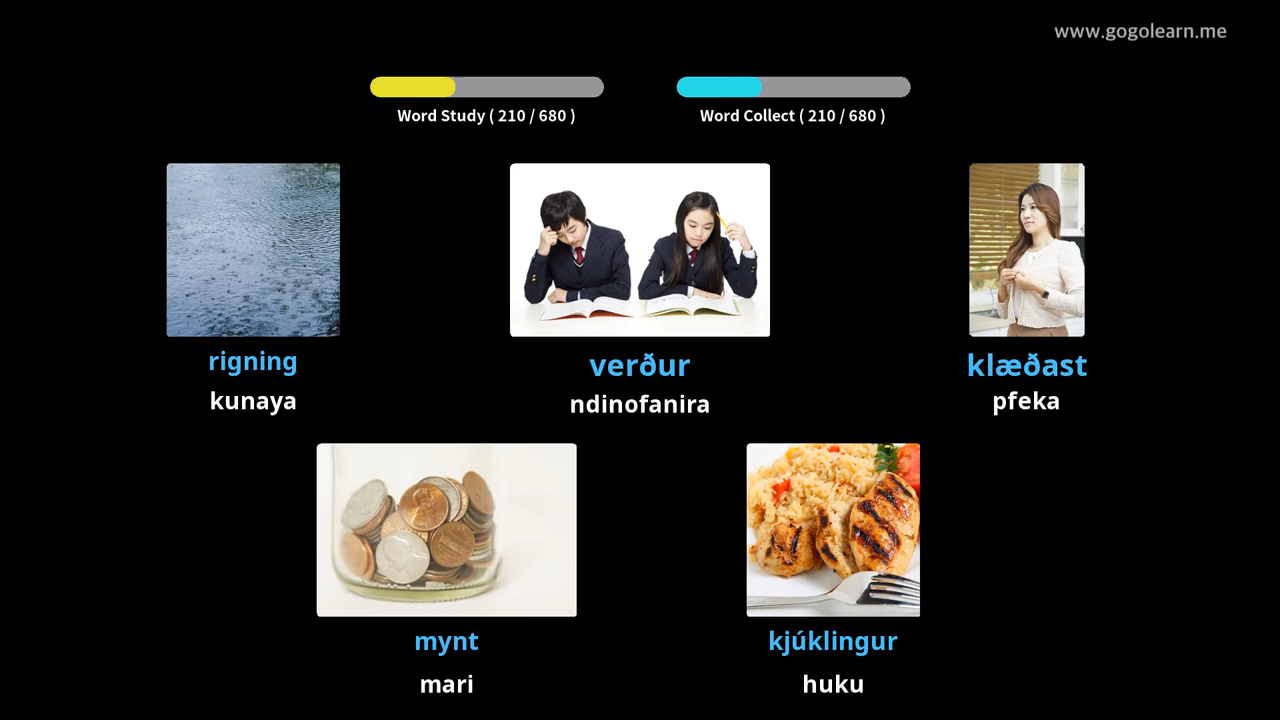 www.gogolearn.me
Word Study ( 210 / 680 )
Word Collect ( 210 / 680 )
rigning
kunaya
verður
ndinofanira
klæðast
pfeka
mynt
mari
kjúklingur
huku